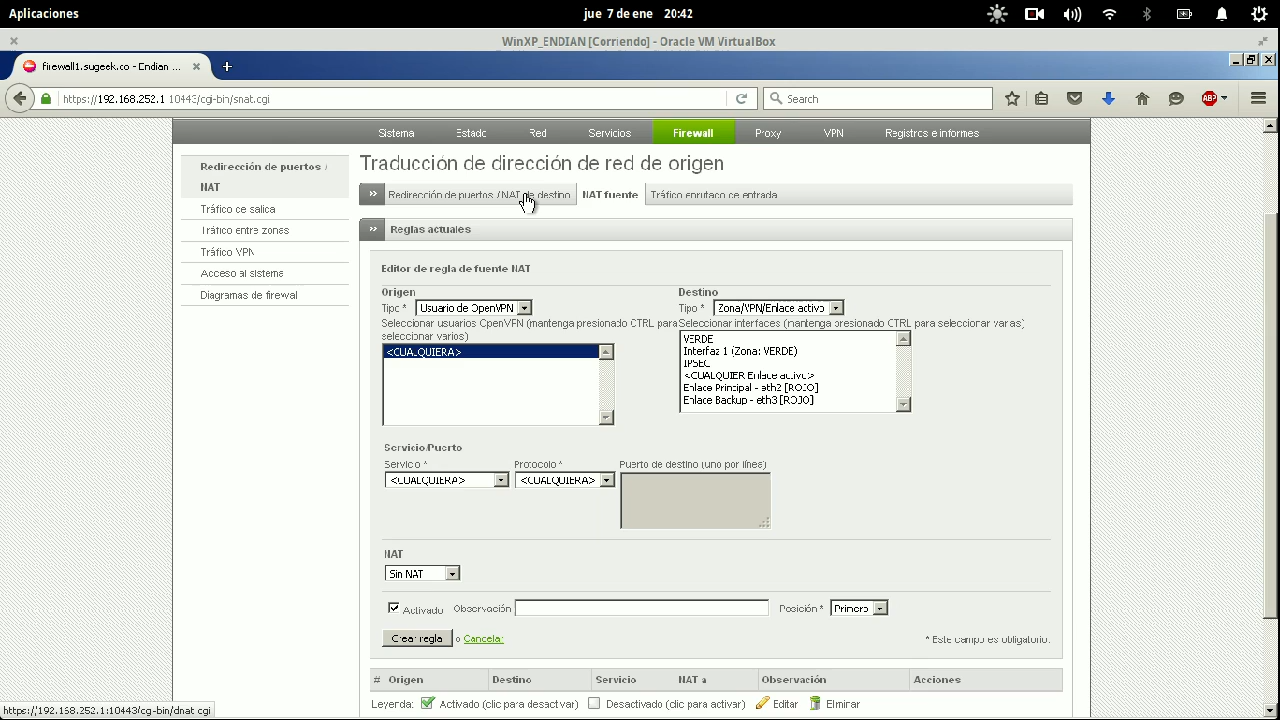 Aplicaciones
jue 7 de ene 20:42
WinXP_ENDIAN [Corriendo] - Oracle VM VirtualBox
firewall1.sugeek.co - Endian ...
https://192.168.252.1:10443/cgi-bin/snat.cgi
Search
ABP
Sistema Estado Red Servicios Firewall Proxy VPN Registros e informes
Redirección de puertos /
NAT
Tráfico de salica
Tráfico entre zonas
Tráfico VPN
Acceso al sistema
Diagramas de firewal
Traducción de dirección de red de origen
Redirección de puertos / NAT de destino NAT fuente Tráfico enrutaco ce entrada
Reglas actuales
Editor de regla de fuente NAT
Origen Destino
Tipo * Usuario de OpenVPN Tipo * Zona/VPN/Enlace activo
Seleccionar usuarios OpenVPN (mantenga presionado CTRL para Seleccionar interfaces (mantenga presionado CTRL para seleccionar varias)
seleccionar varios)
<CUALQUIERA>
VERDE
Interfaz 1 (Zona: VERDE)
IPSEC
<CUALQUIER Enlace activo>
Enlace Principal - eth2 [ROJO]
Enlace Backup - eth3 [ROJO]
Servicio/Puerto
Servicio * Protocolo * Puerto de destino (uno por línea)
<CUALQUIERA> <CUALQUIERA>
NAT
Sin NAT
Activado Observación Posición * Primero
Crear regla o Cancelar * Este campo es obligatorio.
# Origen Destino Servicio NAT a Observación Acciones
Leyenda: Activado (clic para desactivar) Desactivado (clic para activar) Editar Eliminar
https://192.168.252.1:10443/cgi-bin/dnat.cgi